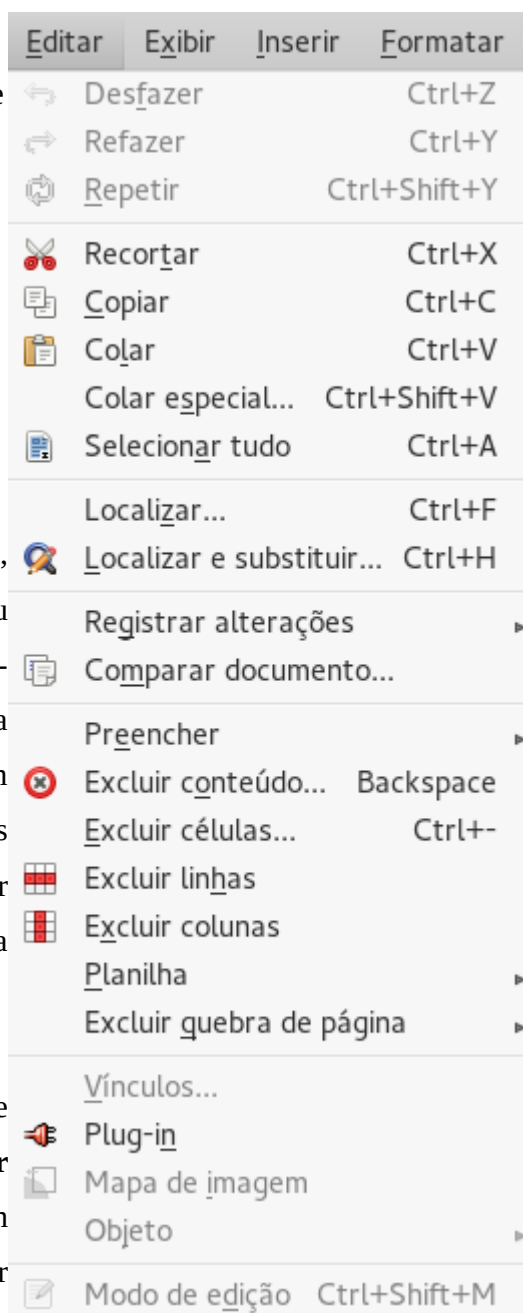 Editar Exibir Inserir Formatar
Desfazer Ctrl+Z
Refazer Ctrl+Y
Repetir Ctrl+Shift+Y
Recortar Ctrl+X
Copiar Ctrl+C
Colar Ctrl+V
Colar especial... Ctrl+Shift+V
Selecionar tudo Ctrl+A
Localizar... Ctrl+F
Localizar e substituir... Ctrl+H
Registrar alterações
Comparar documento...
Preencher
Excluir conteúdo... Backspace
Excluir células... Ctrl+-
Excluir linhas
Excluir colunas
Planilha
Excluir quebra de página
Vínculos...
Plug-in
Mapa de imagem
Objeto
Modo de edição Ctrl+Shift+M